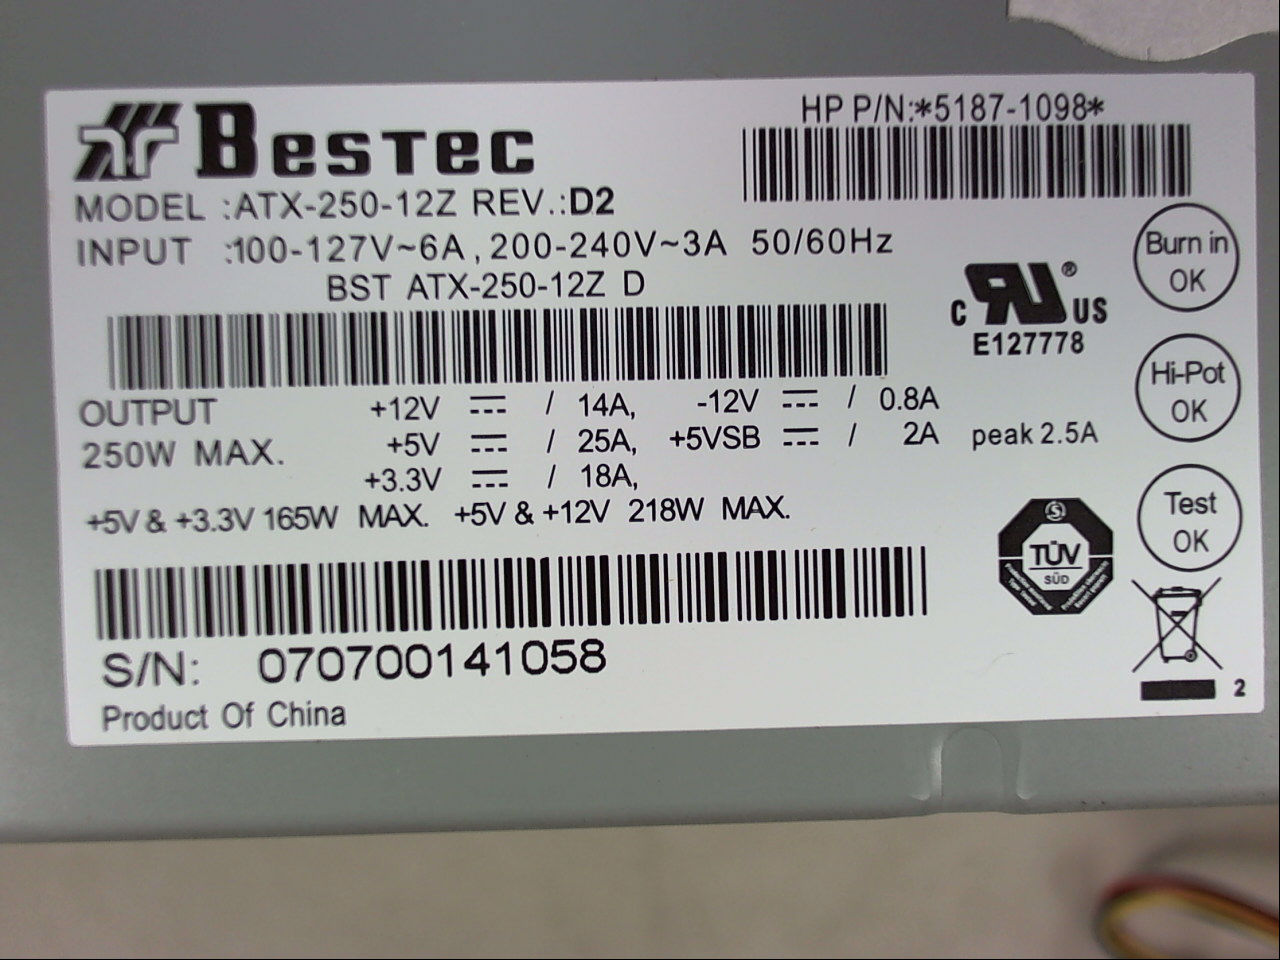 BESTEC
HP P/N:*5187-1098*
MODEL :ATX-250-12Z REV.:D2
INPUT :100-127V~6A, 200-240V~3A 50/60Hz
BST ATX-250-12Z D
Burn in
OK
C RU ® US
E127778
Hi-Pot
OK
OUTPUT +12V ⎓ / 14A, -12V ⎓ / 0.8A
250W MAX. +5V ⎓ / 25A, +5VSB ⎓ / 2A peak 2.5A
+3.3V ⎓ / 18A,
+5V & +3.3V 165W MAX. +5V & +12V 218W MAX.
Test
OK
S
TÜV
SÜD
S/N: 070700141058
2
Product Of China